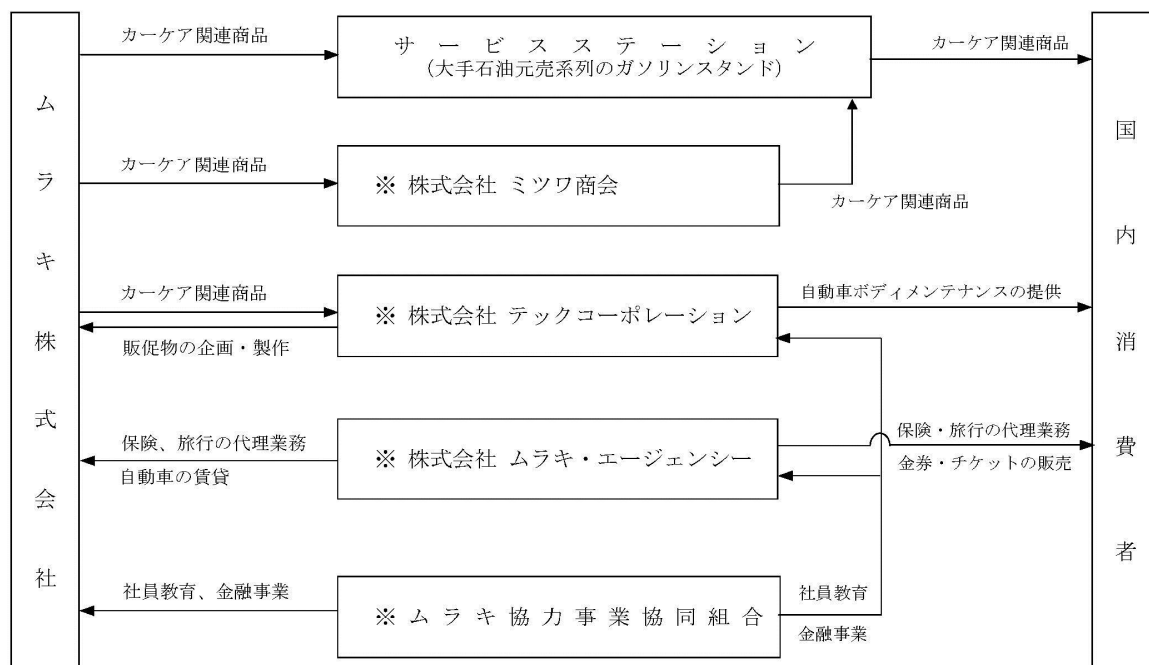 ムラキ株式会社
カーケア関連商品
サービスステーション
(大手石油元売系列のガソリンスタンド)
カーケア関連商品
カーケア関連商品
※ 株式会社 ミツワ商会
カーケア関連商品
カーケア関連商品
※ 株式会社 テックコーポレーション
自動車ボディメンテナンスの提供
販促物の企画・製作
保険、旅行の代理業務
自動車の賃貸
※ 株式会社 ムラキ・エージェンシー
保険・旅行の代理業務
金券・チケットの販売
社員教育、金融事業
※ ムラキ協力事業協同組合
社員教育
金融事業
国内消費者